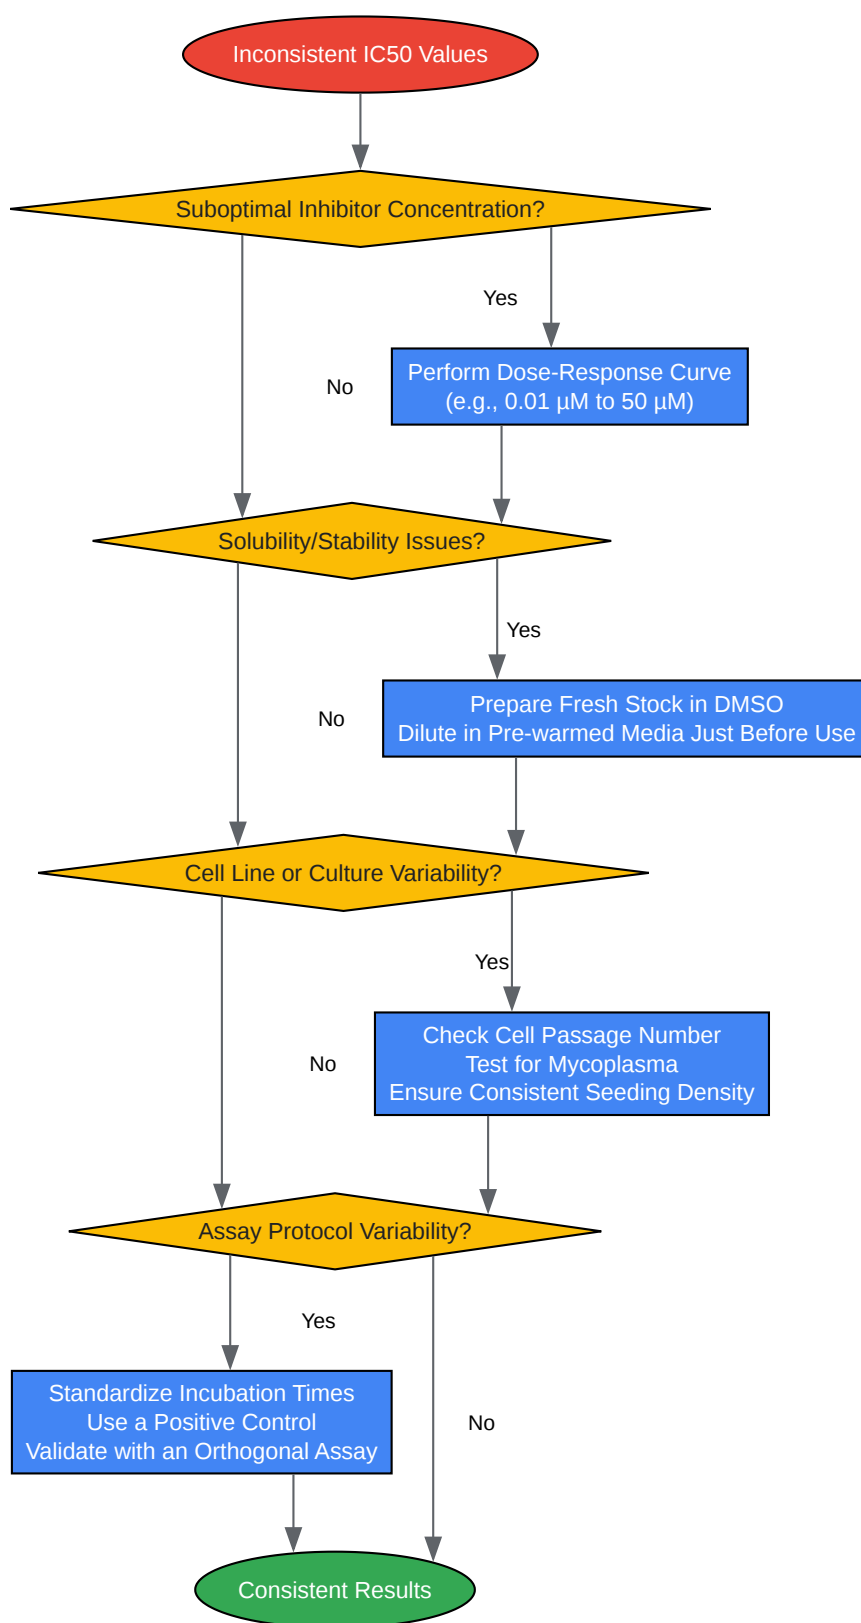 Inconsistent IC50 Values
Suboptimal Inhibitor Concentration?
Yes
Perform Dose-Response Curve
(e.g., 0.01 µM to 50 µM)
No
Solubility/Stability Issues?
Yes
Prepare Fresh Stock in DMSO
Dilute in Pre-warmed Media Just Before Use
No
Cell Line or Culture Variability?
Yes
Check Cell Passage Number
Test for Mycoplasma
Ensure Consistent Seeding Density
No
Assay Protocol Variability?
Yes
Standardize Incubation Times
Use a Positive Control
Validate with an Orthogonal Assay
No
Consistent Results